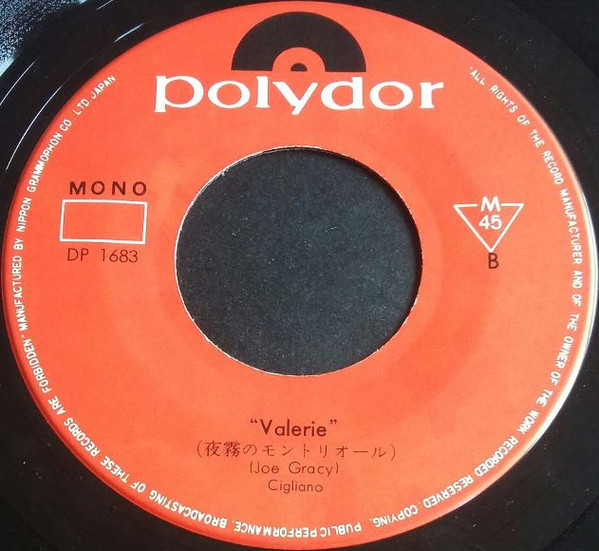 polydor
MONO
DP 1683
M
45
B
"Valerie"
(夜霧のモントリオール)
(Joe Gracy)
Cigliano
"ALL RIGHTS OF THE RECORD MANUFACTURER AND OF THE OWNER OF THE WORK RECORDED RESERVED. COPYING, PUBLIC PERFORMANCE, BROADCASTING OF THESE RECORDS ARE FORBIDDEN" MANUFACTURED BY NIPPON GRAMMOPHON CO. LTD. JAPAN